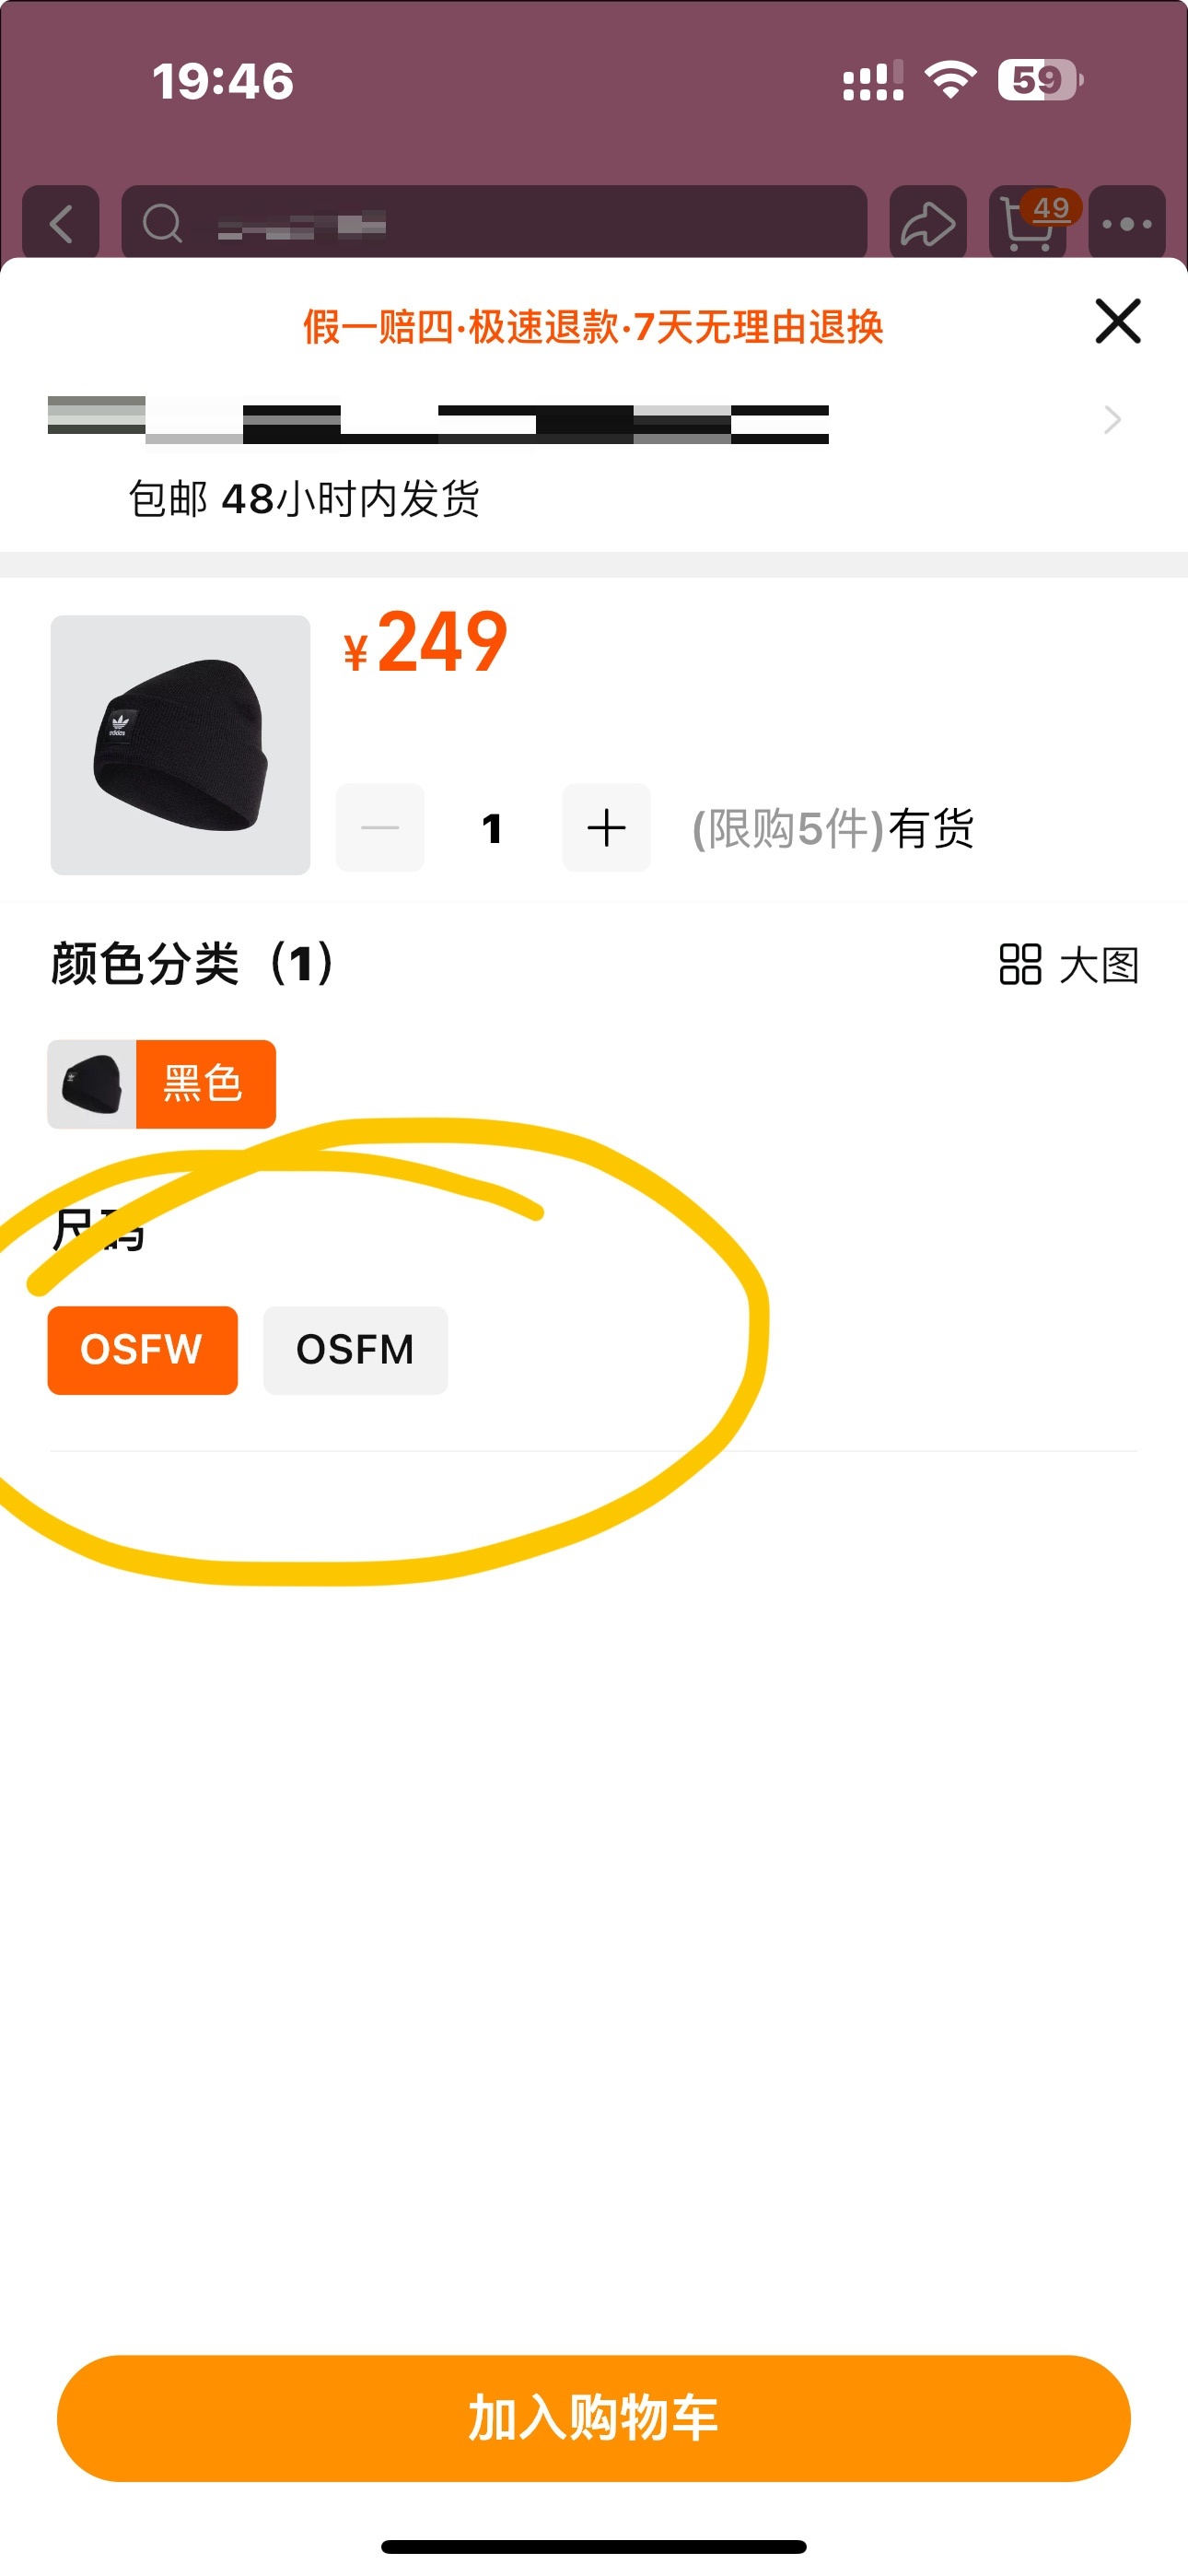 19:46
59
49
假一赔四·极速退款·7天无理由退换
包邮 48小时内发货
¥249
adidas
1
(限购5件)有货
颜色分类（1）
大图
黑色
尺码
OSFW
OSFM
加入购物车